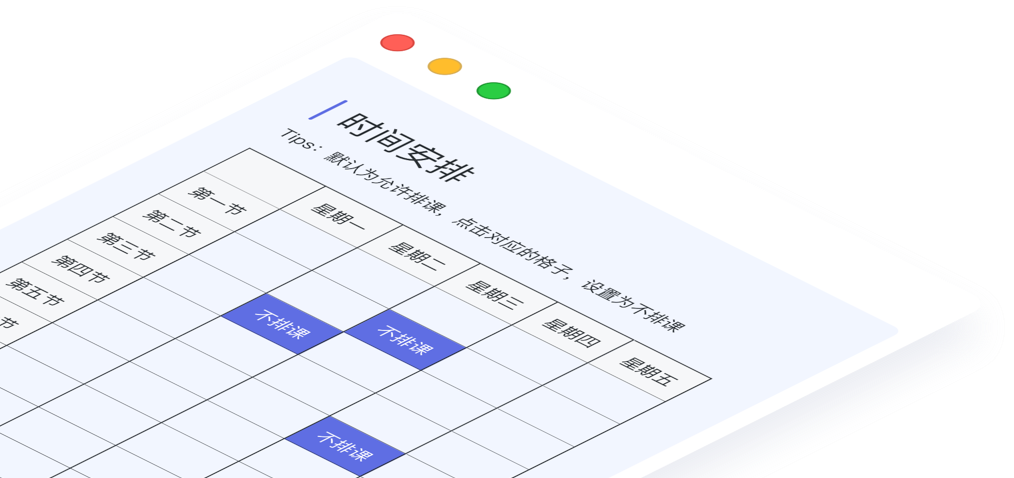 时间安排
Tips：默认为允许排课，点击对应的格子，设置为不排课
星期一 星期二 星期三 星期四 星期五
第一节
第二节
第三节
第四节
第五节
节
不排课 不排课
不排课